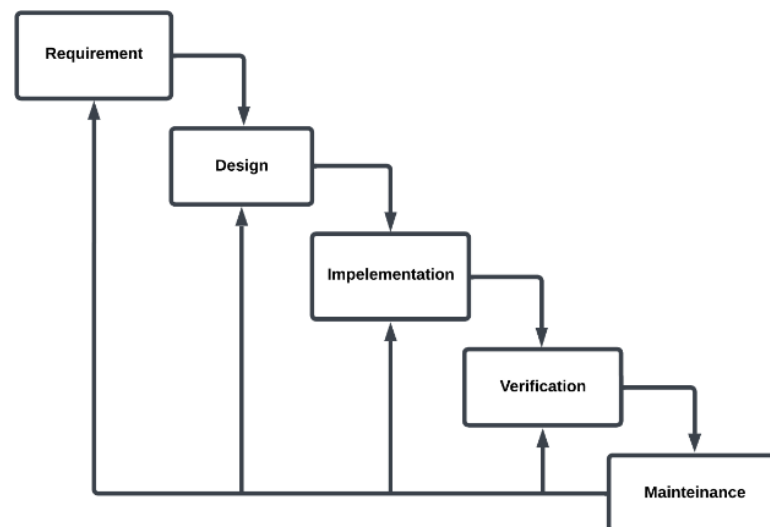 Requirement
Design
Impelementation
Verification
Mainteinance